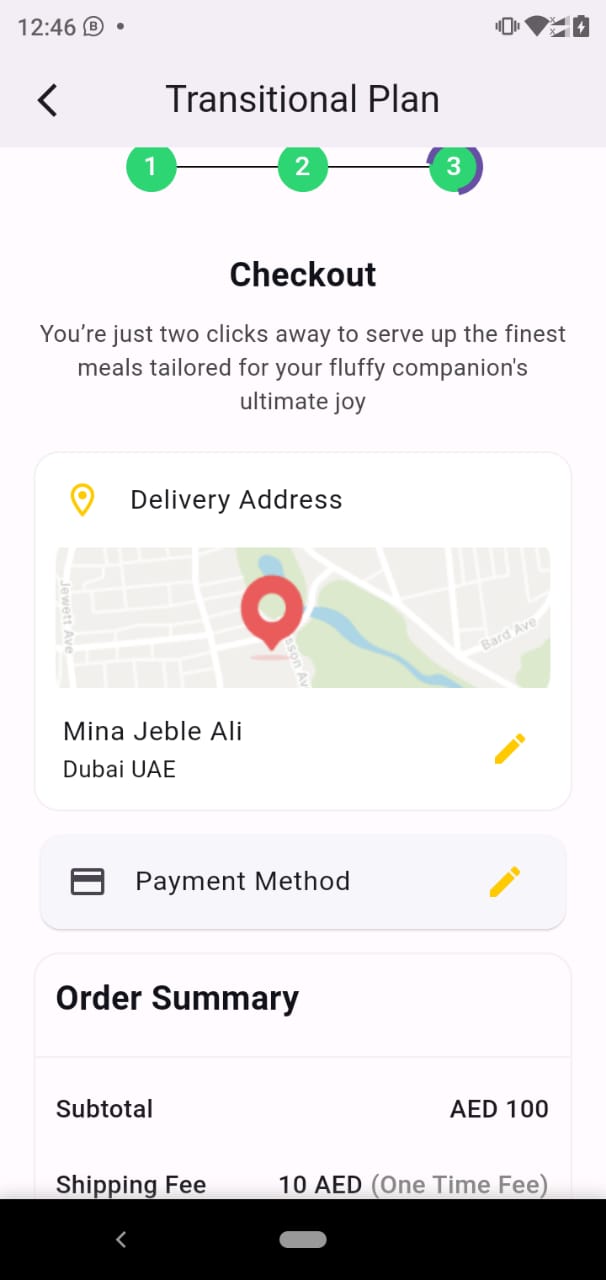 12:46
Transitional Plan
1 2 3
Checkout
You’re just two clicks away to serve up the finest
meals tailored for your fluffy companion's
ultimate joy
Delivery Address
Jewett Ave
sson Av
Bard Ave
Mina Jeble Ali
Dubai UAE
Payment Method
Order Summary
Subtotal AED 100
Shipping Fee 10 AED (One Time Fee)